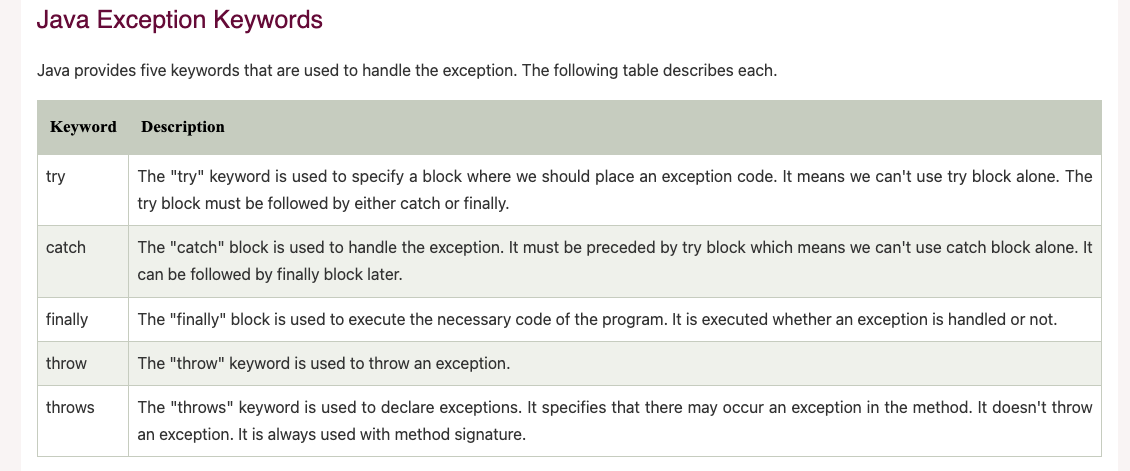 Java Exception Keywords
Java provides five keywords that are used to handle the exception. The following table describes each.
Keyword Description
try The "try" keyword is used to specify a block where we should place an exception code. It means we can't use try block alone. The
try block must be followed by either catch or finally.
catch The "catch" block is used to handle the exception. It must be preceded by try block which means we can't use catch block alone. It
can be followed by finally block later.
finally The "finally" block is used to execute the necessary code of the program. It is executed whether an exception is handled or not.
throw The "throw" keyword is used to throw an exception.
throws The "throws" keyword is used to declare exceptions. It specifies that there may occur an exception in the method. It doesn't throw
an exception. It is always used with method signature.